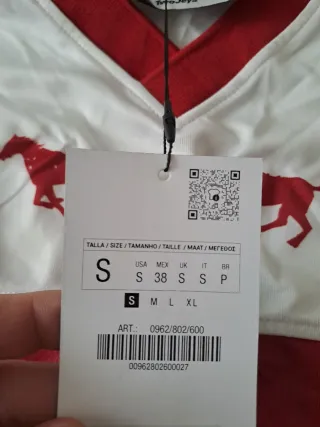 TALLA / SIZE / TAMANHO / TAILLE / MAAT / ΜΕΓΕΘΟΣ
S
USA MEX UK IT BR
S 38 S S P
S M L XL
ART.: 0962/802/600
00962802600027